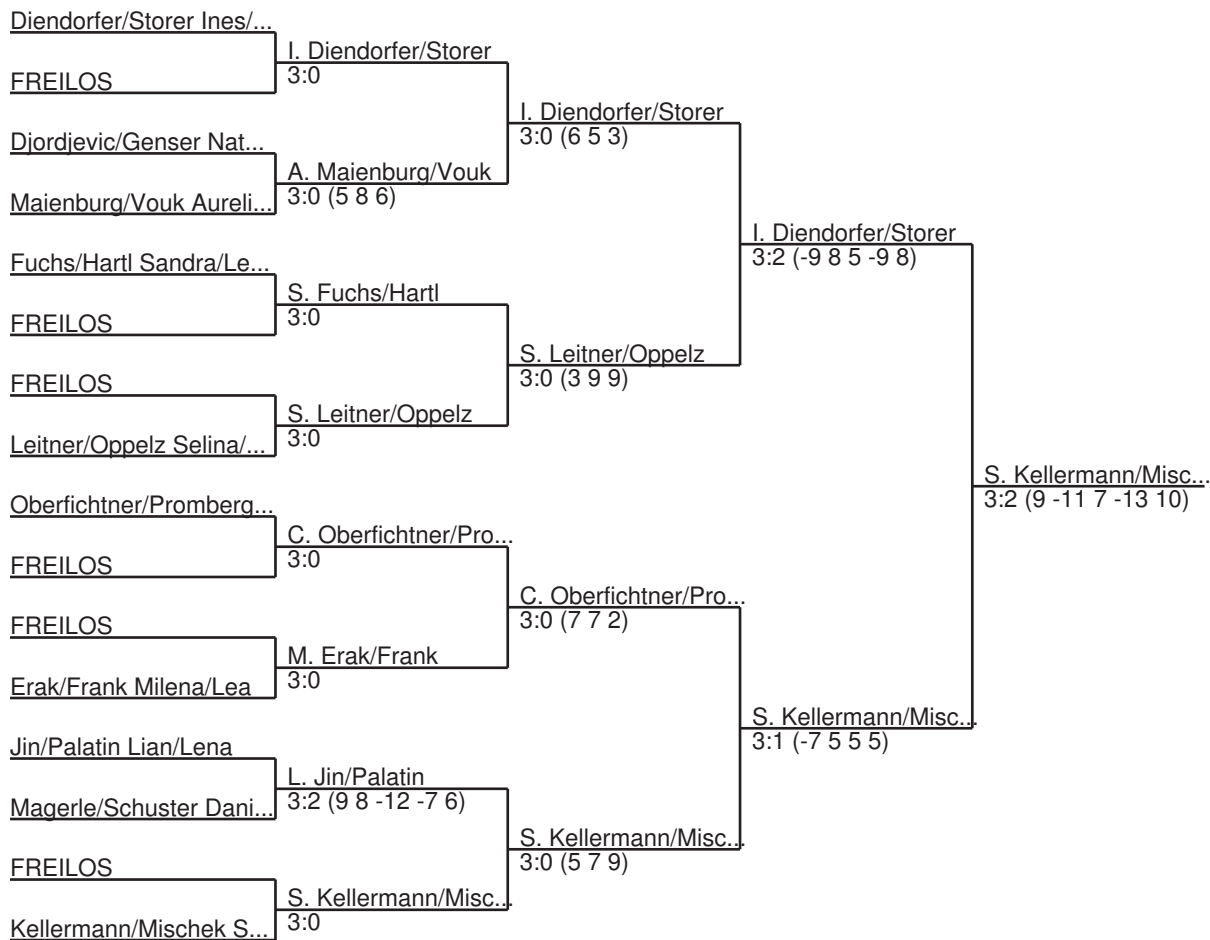 Diendorfer/Storer Ines/...
I. Diendorfer/Storer
3:0
FREILOS
I. Diendorfer/Storer
3:0 (6 5 3)
Djordjevic/Genser Nat...
A. Maienburg/Vouk
3:0 (5 8 6)
Maienburg/Vouk Aureli...
I. Diendorfer/Storer
3:2 (-9 8 5 -9 8)
Fuchs/Hartl Sandra/Le...
S. Fuchs/Hartl
3:0
FREILOS
S. Leitner/Oppelz
3:0 (3 9 9)
FREILOS
S. Leitner/Oppelz
3:0
Leitner/Oppelz Selina/...
S. Kellermann/Misc...
3:2 (9 -11 7 -13 10)
Oberfichtner/Promberg...
C. Oberfichtner/Pro...
3:0
FREILOS
C. Oberfichtner/Pro...
3:0 (7 7 2)
FREILOS
M. Erak/Frank
3:0
Erak/Frank Milena/Lea
S. Kellermann/Misc...
3:1 (-7 5 5 5)
Jin/Palatin Lian/Lena
L. Jin/Palatin
3:2 (9 8 -12 -7 6)
Magerle/Schuster Dani...
S. Kellermann/Misc...
3:0 (5 7 9)
FREILOS
S. Kellermann/Misc...
3:0
Kellermann/Mischek S...